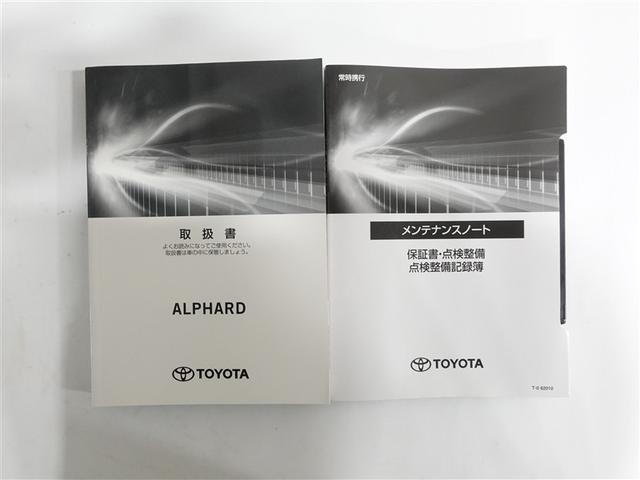 取扱書
よくお読みになってご使用ください。
取扱書は車の中に保管しましょう。
ALPHARD
TOYOTA
常時携行
メンテナンスノート
保証書・点検整備
点検整備記録簿
TOYOTA